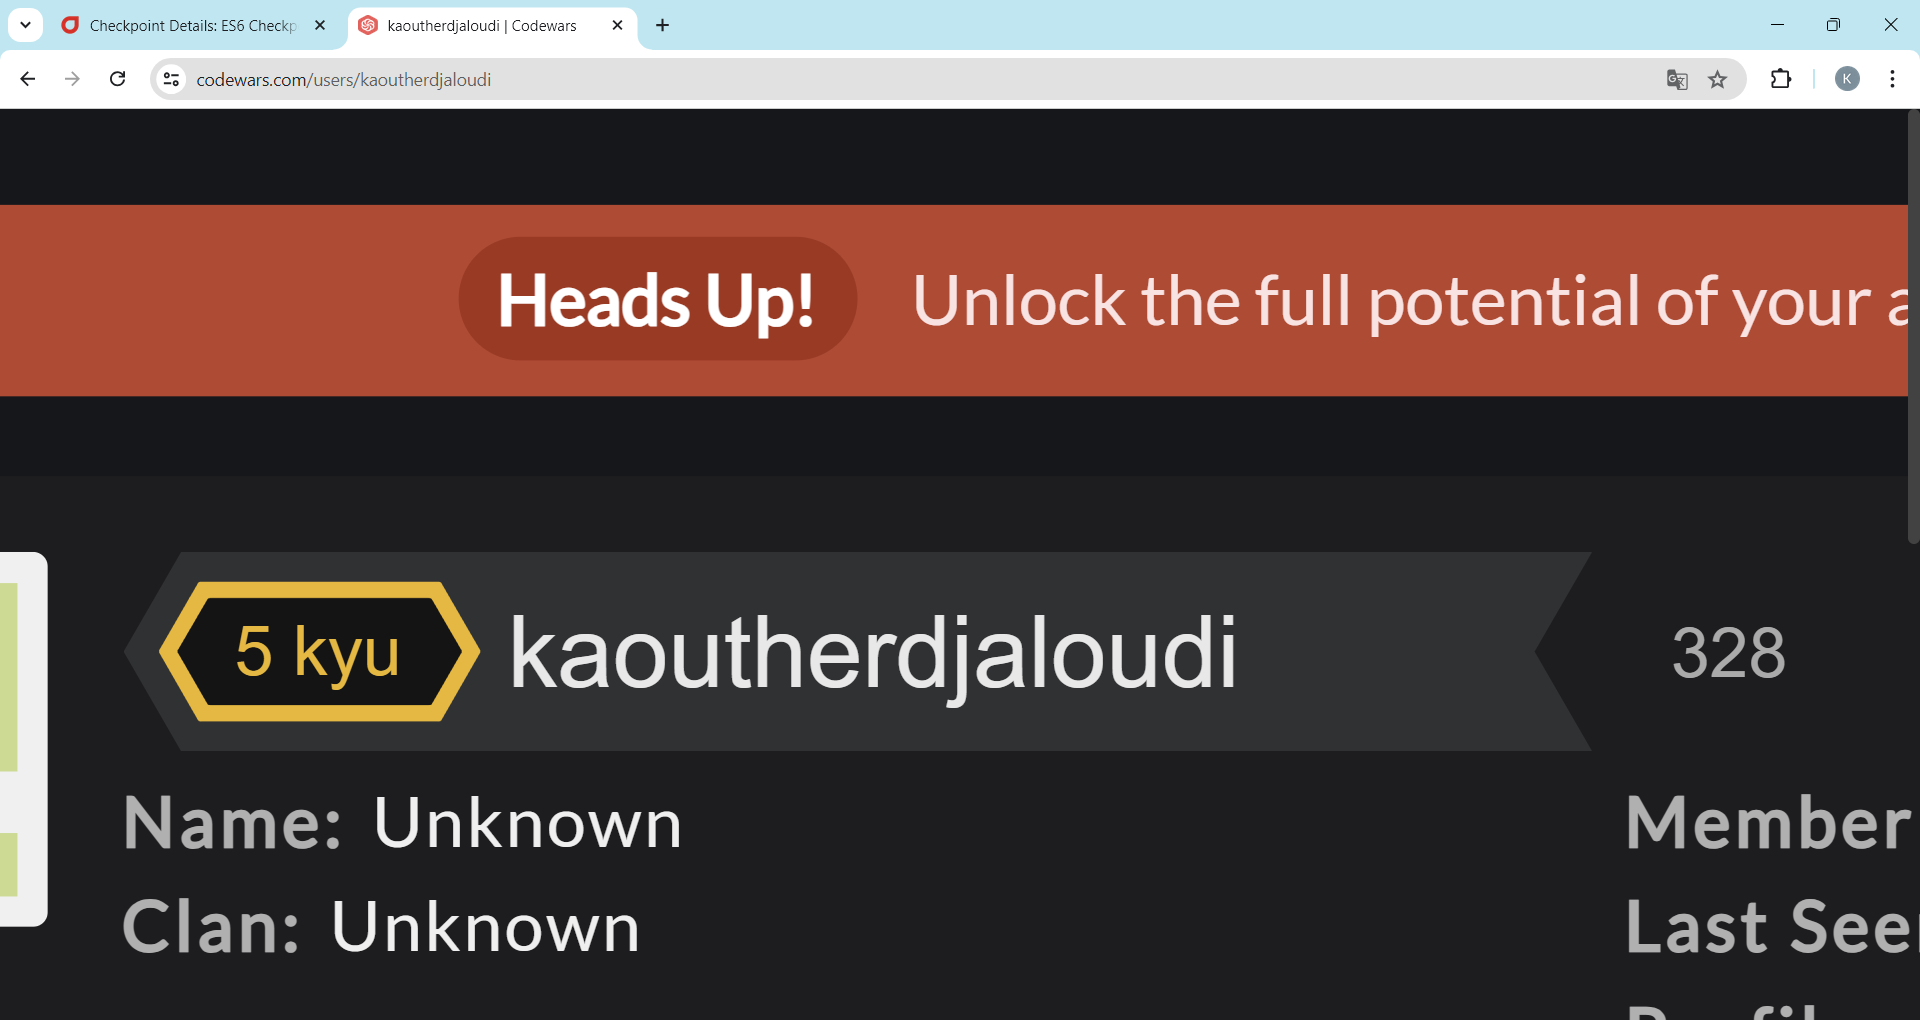 Checkpoint Details: ES6 Checkp
kaoutherdjaloudi | Codewars
codewars.com/users/kaoutherdjaloudi
K
Heads Up! Unlock the full potential of your a
5 kyu kaoutherdjaloudi 328
Name: Unknown Member
Clan: Unknown Last See